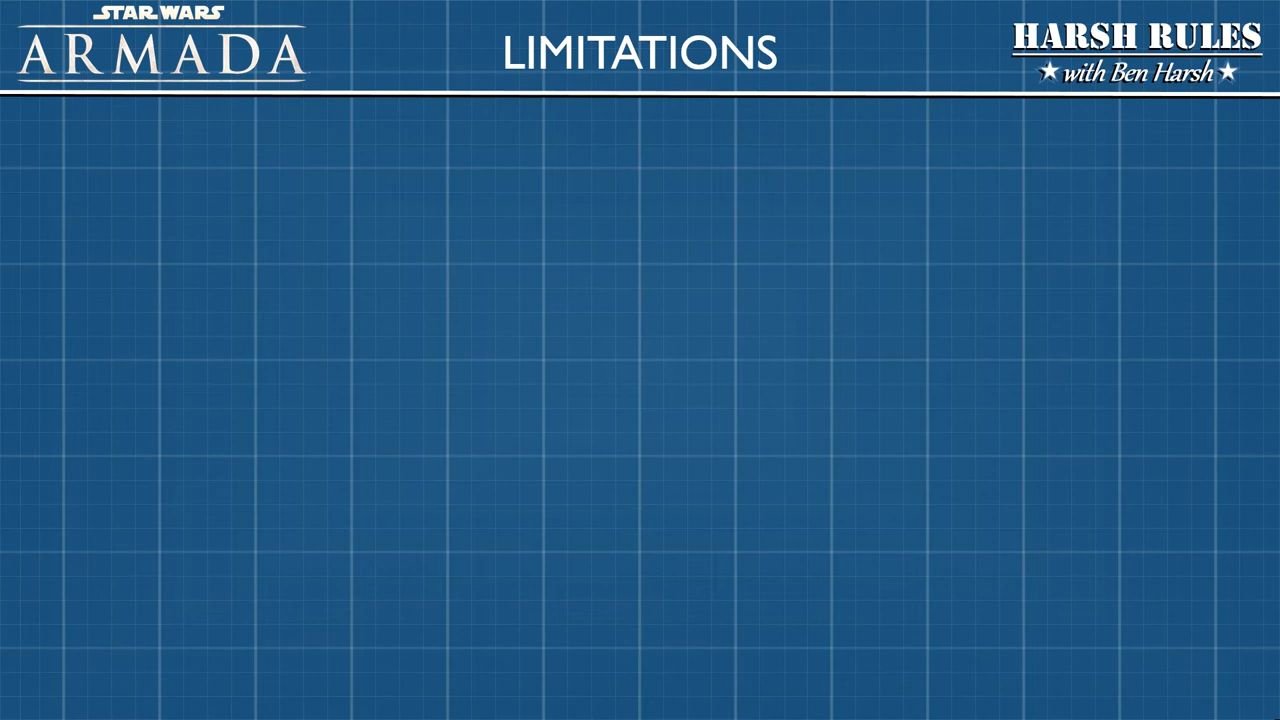 STAR WARS
ARMADA
LIMITATIONS
HARSH RULES
with Ben Harsh